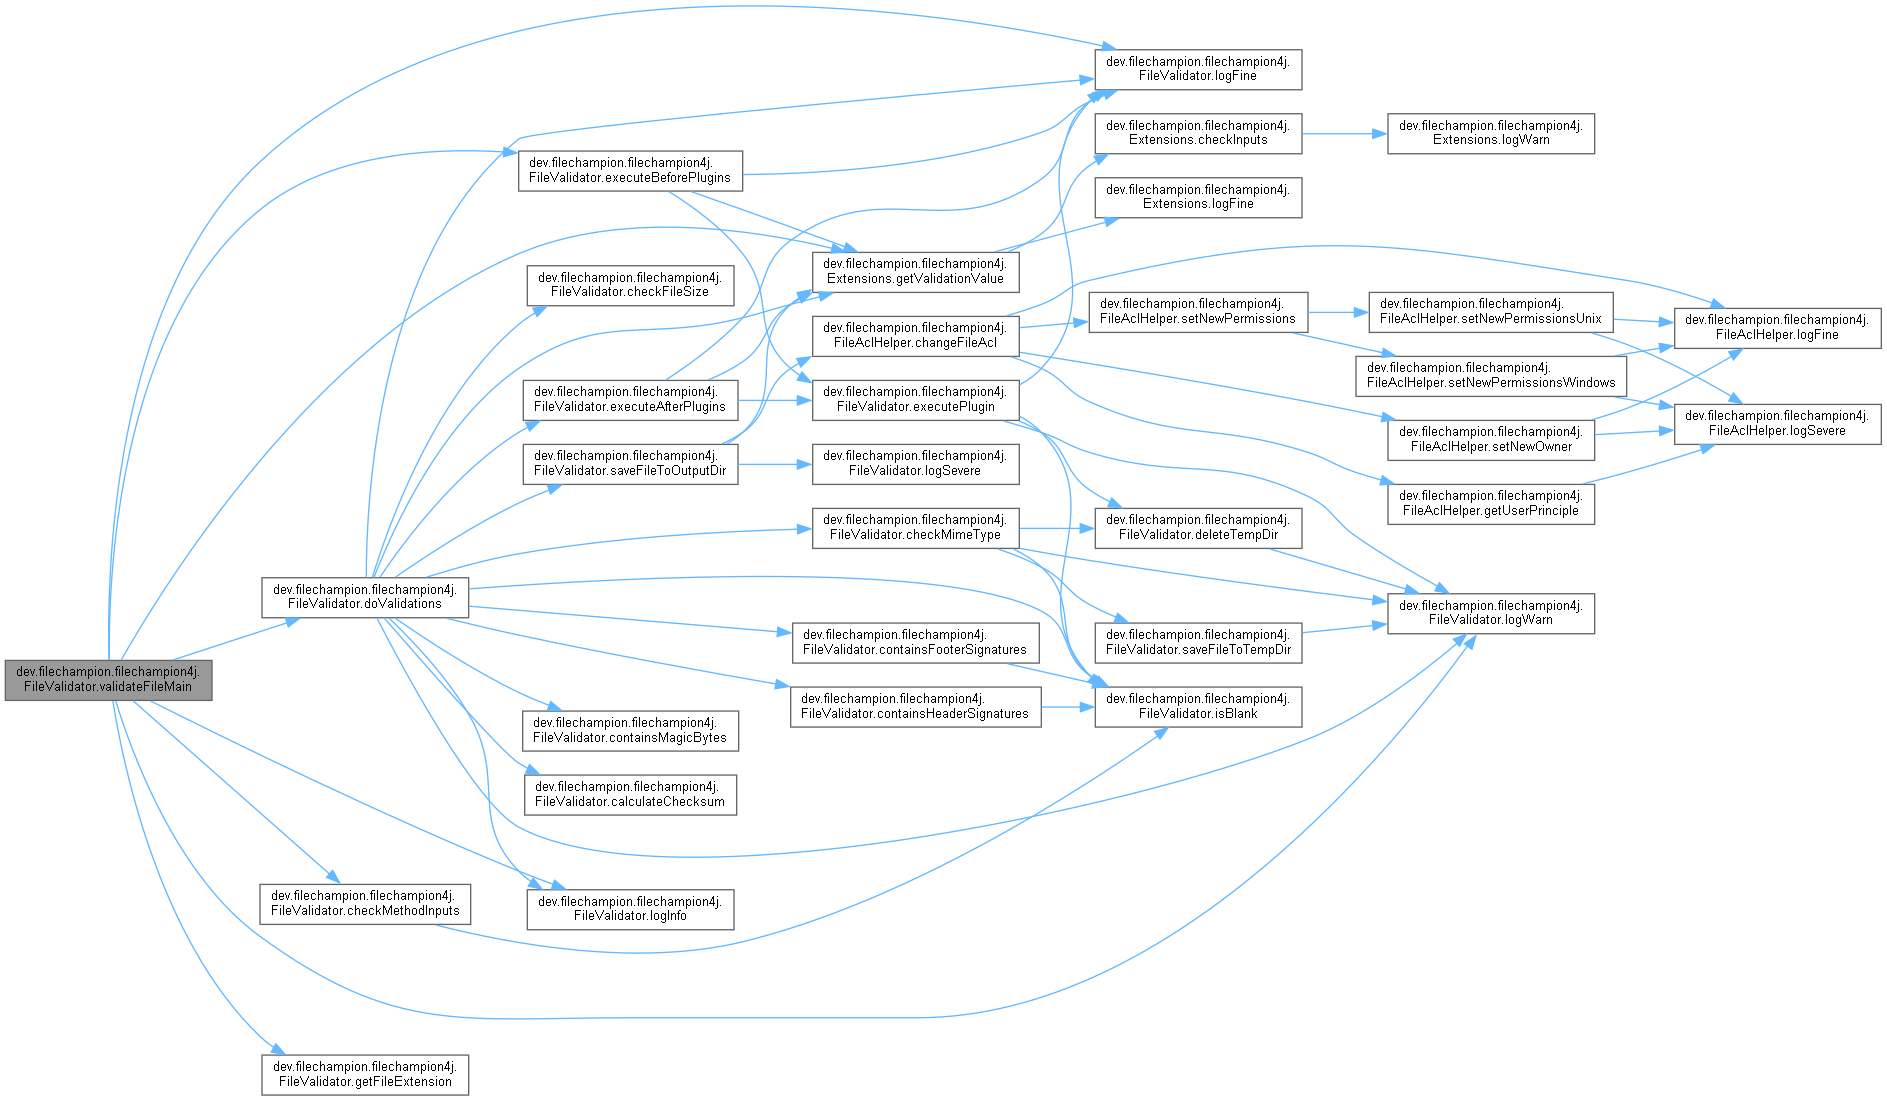 dev.filechampion.filechampion4j.
FileValidator.logFine
dev.filechampion.filechampion4j.
Extensions.checkInputs
dev.filechampion.filechampion4j.
Extensions.logWarn
dev.filechampion.filechampion4j.
FileValidator.executeBeforePlugins
dev.filechampion.filechampion4j.
Extensions.logFine
dev.filechampion.filechampion4j.
Extensions.getValidationValue
dev.filechampion.filechampion4j.
FileValidator.checkFileSize
dev.filechampion.filechampion4j.
FileAclHelper.setNewPermissions
dev.filechampion.filechampion4j.
FileAclHelper.setNewPermissionsUnix
dev.filechampion.filechampion4j.
FileAclHelper.logFine
dev.filechampion.filechampion4j.
FileAclHelper.changeFileAcl
dev.filechampion.filechampion4j.
FileAclHelper.setNewPermissionsWindows
dev.filechampion.filechampion4j.
FileValidator.executeAfterPlugins
dev.filechampion.filechampion4j.
FileValidator.executePlugin
dev.filechampion.filechampion4j.
FileAclHelper.logSevere
dev.filechampion.filechampion4j.
FileAclHelper.setNewOwner
dev.filechampion.filechampion4j.
FileValidator.saveFileToOutputDir
dev.filechampion.filechampion4j.
FileValidator.logSevere
dev.filechampion.filechampion4j.
FileAclHelper.getUserPrinciple
dev.filechampion.filechampion4j.
FileValidator.checkMimeType
dev.filechampion.filechampion4j.
FileValidator.deleteTempDir
dev.filechampion.filechampion4j.
FileValidator.doValidations
dev.filechampion.filechampion4j.
FileValidator.logWarn
dev.filechampion.filechampion4j.
FileValidator.containsFooterSignatures
dev.filechampion.filechampion4j.
FileValidator.saveFileToTempDir
dev.filechampion.filechampion4j.
FileValidator.validateFileMain
dev.filechampion.filechampion4j.
FileValidator.containsHeaderSignatures
dev.filechampion.filechampion4j.
FileValidator.isBlank
dev.filechampion.filechampion4j.
FileValidator.containsMagicBytes
dev.filechampion.filechampion4j.
FileValidator.calculateChecksum
dev.filechampion.filechampion4j.
FileValidator.checkMethodInputs
dev.filechampion.filechampion4j.
FileValidator.logInfo
dev.filechampion.filechampion4j.
FileValidator.getFileExtension